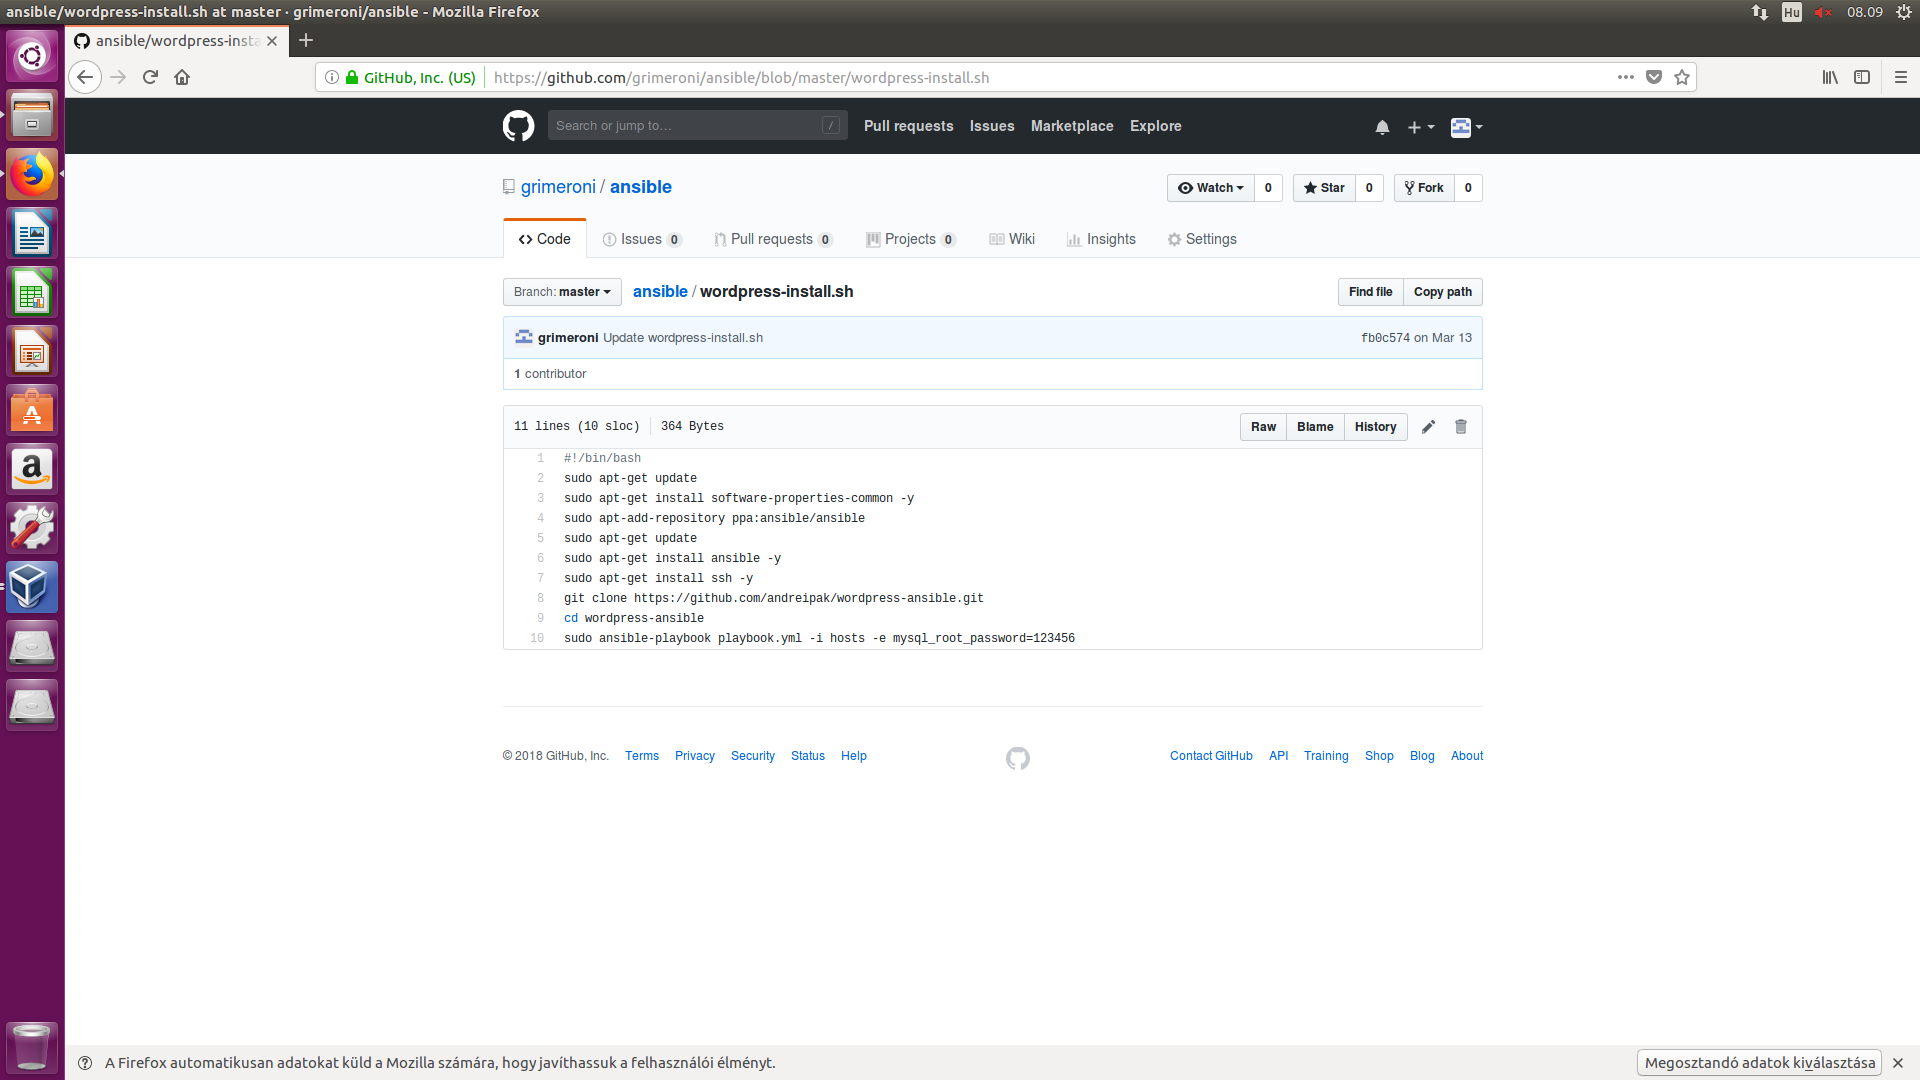 ansible/wordpress-install.sh at master · grimeroni/ansible - Mozilla Firefox
Hu
08.09
ansible/wordpress-insta
GitHub, Inc. (US)
https://github.com/grimeroni/ansible/blob/master/wordpress-install.sh
Search or jump to…
/
Pull requests
Issues
Marketplace
Explore
grimeroni / ansible
Watch 0
Star 0
Fork 0
Code
Issues 0
Pull requests 0
Projects 0
Wiki
Insights
Settings
Branch: master
ansible / wordpress-install.sh
Find file
Copy path
grimeroni Update wordpress-install.sh
fb0c574 on Mar 13
1 contributor
11 lines (10 sloc)
364 Bytes
Raw
Blame
History
1 #!/bin/bash
2 sudo apt-get update
3 sudo apt-get install software-properties-common -y
4 sudo apt-add-repository ppa:ansible/ansible
5 sudo apt-get update
6 sudo apt-get install ansible -y
7 sudo apt-get install ssh -y
8 git clone https://github.com/andreipak/wordpress-ansible.git
9 cd wordpress-ansible
10 sudo ansible-playbook playbook.yml -i hosts -e mysql_root_password=123456
© 2018 GitHub, Inc.
Terms
Privacy
Security
Status
Help
Contact GitHub
API
Training
Shop
Blog
About
A Firefox automatikusan adatokat küld a Mozilla számára, hogy javíthassuk a felhasználói élményt.
Megosztandó adatok kiválasztása